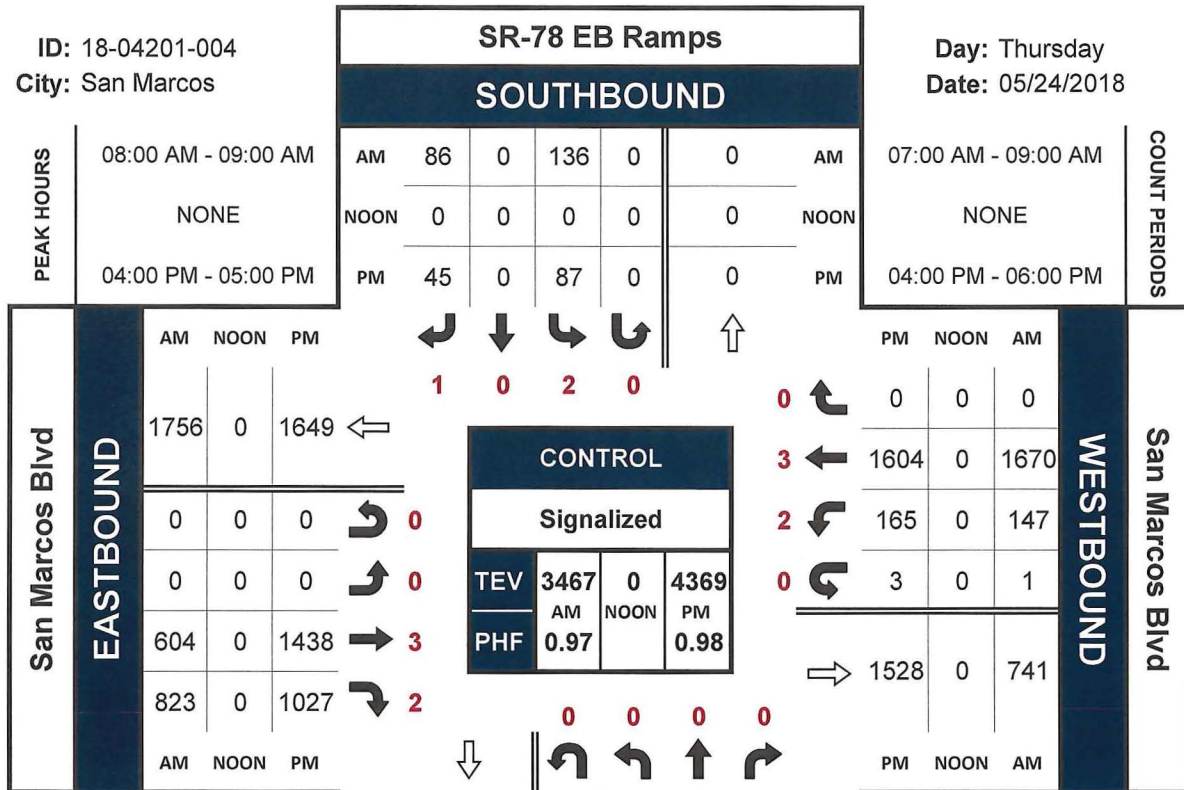 ID: 18-04201-004
City: San Marcos
SR-78 EB Ramps
SOUTHBOUND
Day: Thursday
Date: 05/24/2018
PEAK HOURS
08:00 AM - 09:00 AM
NONE
04:00 PM - 05:00 PM
AM 86 0 136 0 0 AM
NOON 0 0 0 0 0 NOON
PM 45 0 87 0 0 PM
07:00 AM - 09:00 AM
NONE
04:00 PM - 06:00 PM
COUNT PERIODS
1 0 2 0
San Marcos Blvd
EASTBOUND
AM NOON PM
1756 0 1649
0 0 0 0
0 0 0 0
604 0 1438 3
823 0 1027 2
AM NOON PM
CONTROL
Signalized
TEV 3467 0 4369
AM NOON PM
PHF 0.97 0.98
PM NOON AM
0 0 0 0
3 1604 0 1670
2 165 0 147
0 3 0 1
1528 0 741
PM NOON AM
WESTBOUND
San Marcos Blvd
0 0 0 0